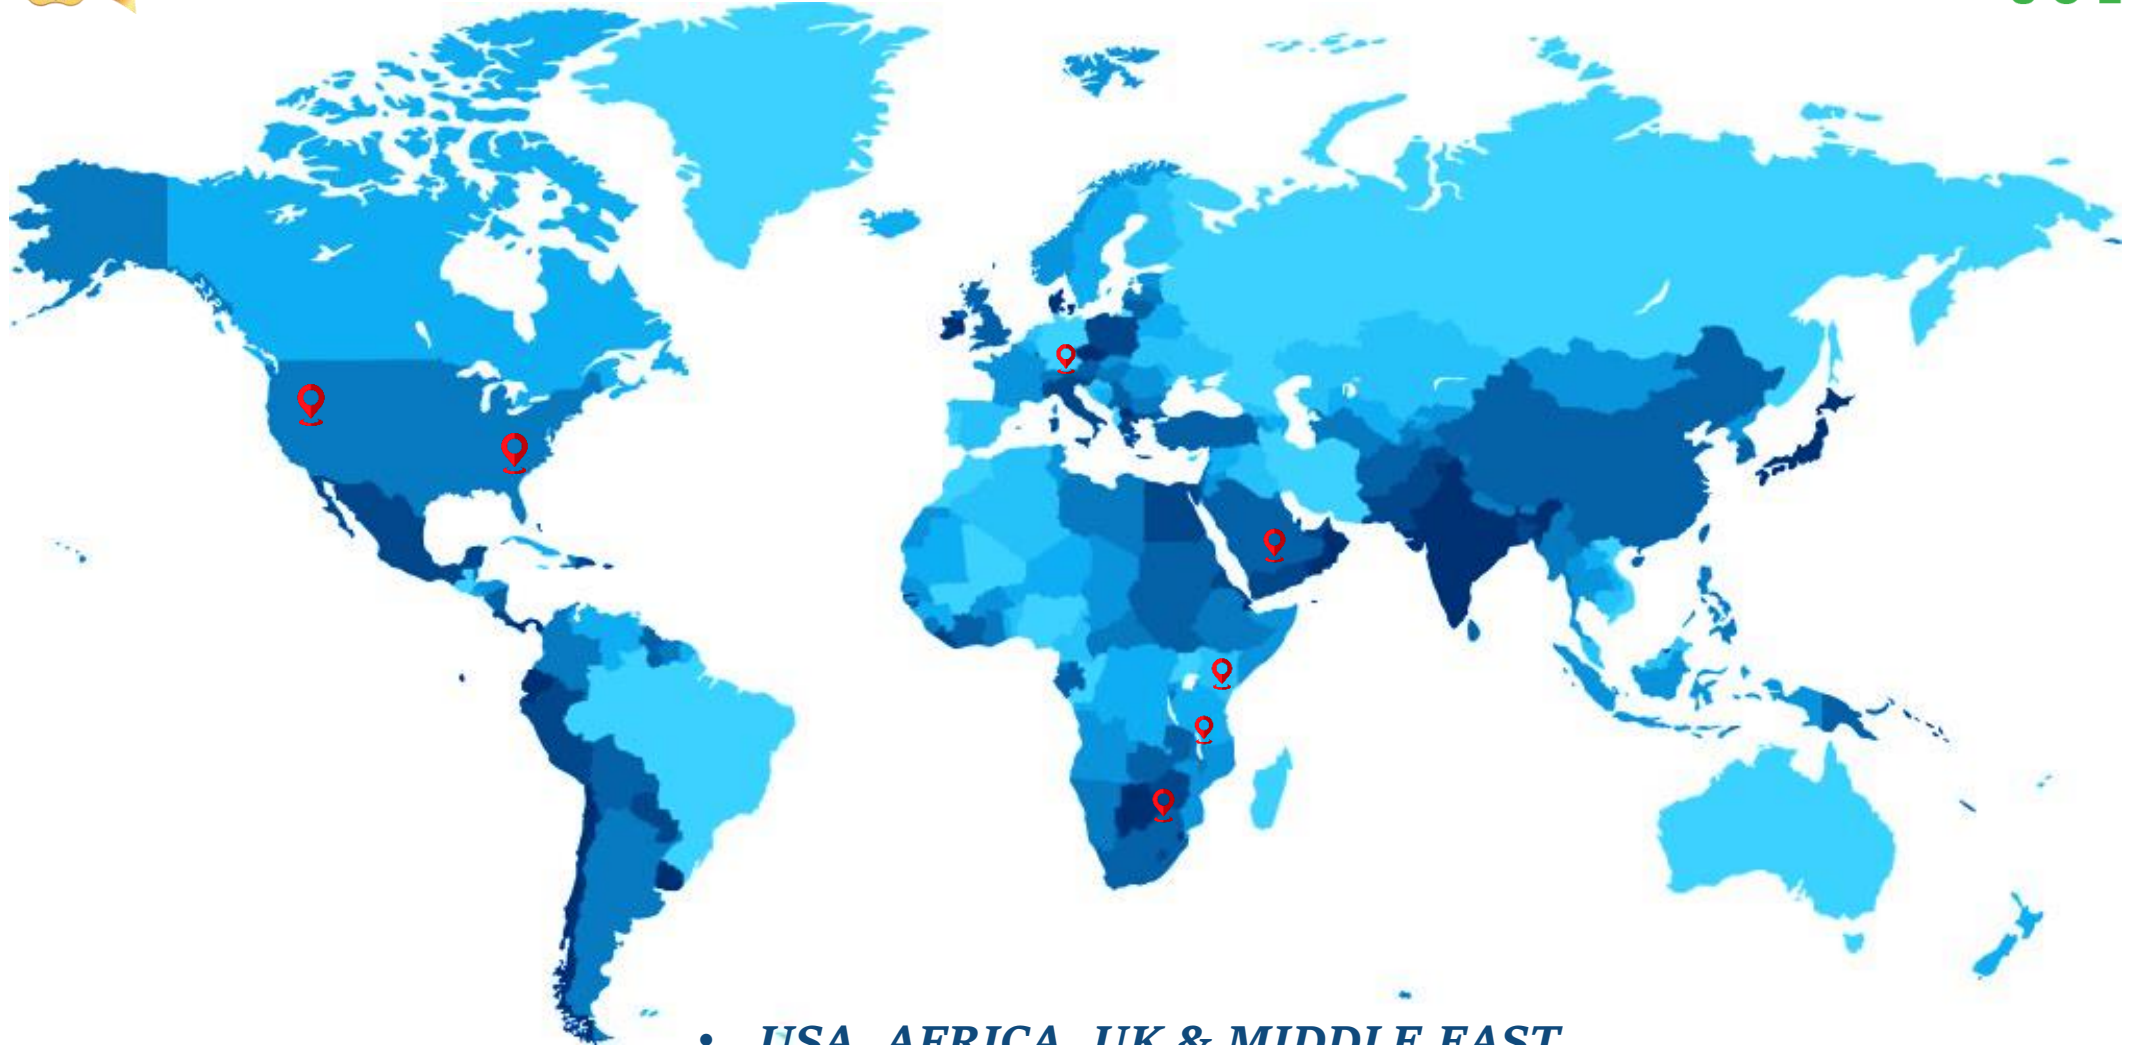 • USA, AFRICA, UK & MIDDLE EAST